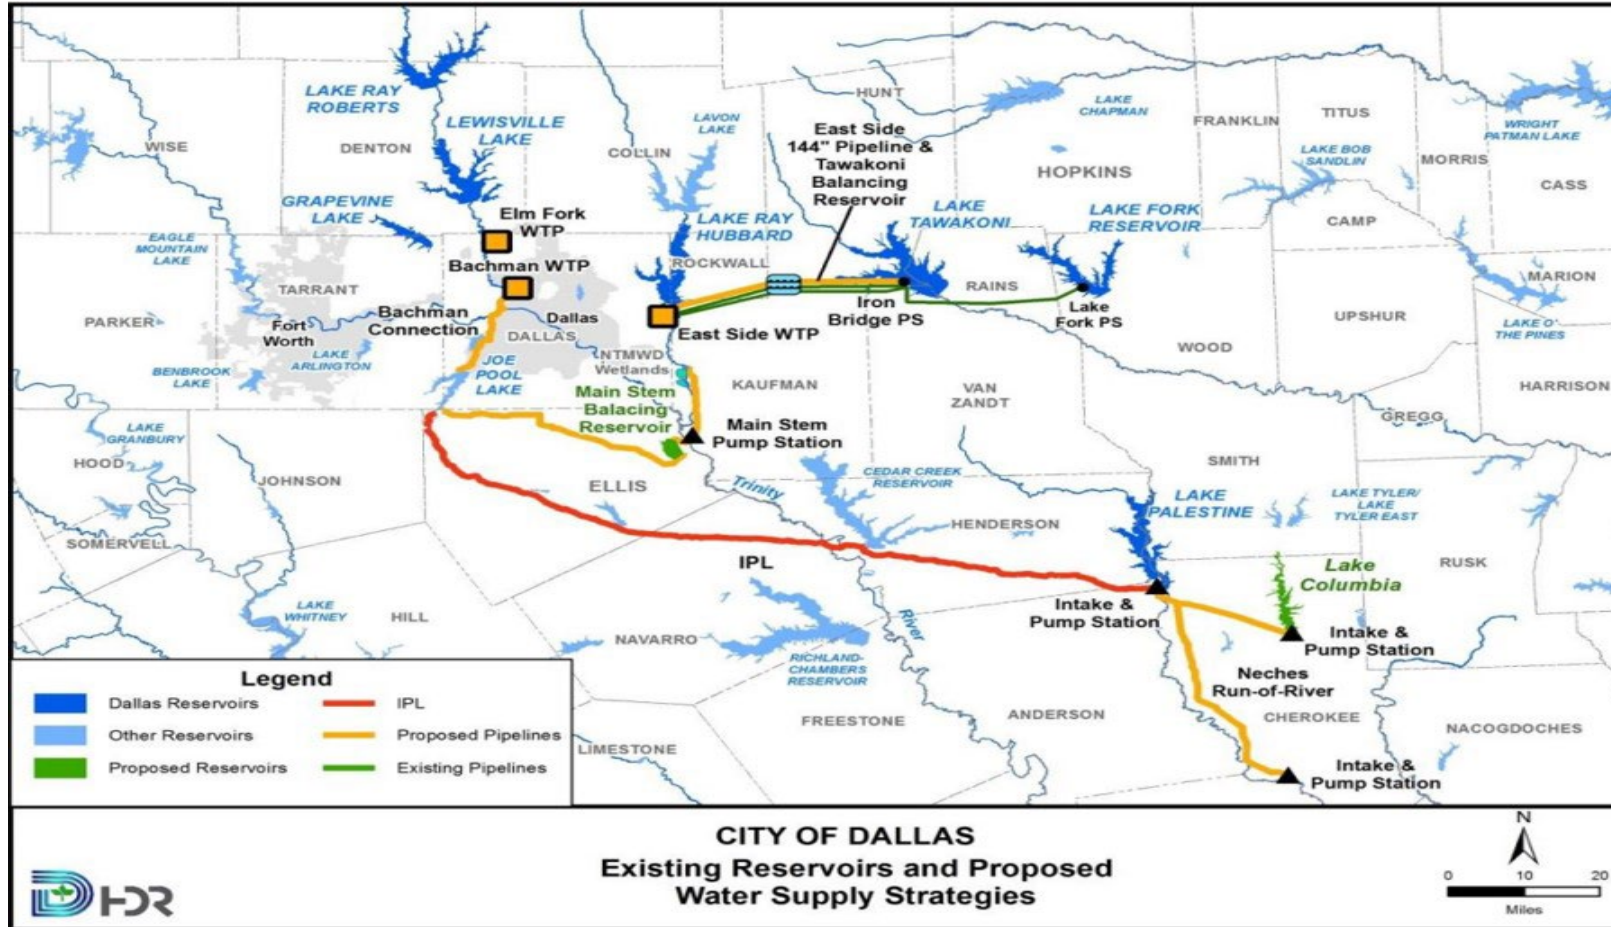 LAKE RAY
ROBERTS
HUNT
LAKE
CHAPMAN
FRANKLIN
TITUS
WRIGHT
PATMAN LAKE
WISE
DENTON
LEWISVILLE
LAKE
COLLIN
LAVON
LAKE
East Side
144" Pipeline &
Tawakoni
Balancing
Reservoir
HOPKINS
LAKE BOB
SANDLIN
MORRIS
CASS
GRAPEVINE
LAKE
Elm Fork
WTP
LAKE RAY
HUBBARD
LAKE
TAWAKONI
LAKE FORK
RESERVOIR
CAMP
EAGLE
MOUNTAIN
LAKE
Bachman WTP
ROCKWALL
RAINS
MARION
TARRANT
PARKER
Fort
Worth
Bachman
Connection
Dallas
DALLAS
East Side WTP
Iron
Bridge PS
Lake
Fork PS
UPSHUR
LAKE O'
THE PINES
WOOD
LAKE
ARLINGTON
BENBROOK
LAKE
JOE
POOL
LAKE
NTMWD
Wetlands
KAUFMAN
VAN
ZANDT
HARRISON
GREGG
Main Stem
Balacing
Reservoir
Main Stem
Pump Station
LAKE
GRANBURY
HOOD
JOHNSON
ELLIS
Trinity
CEDAR CREEK
RESERVOIR
SMITH
LAKE
PALESTINE
LAKE TYLER/
LAKE
TYLER EAST
HENDERSON
SOMERVELL
IPL
Lake
Columbia
RUSK
LAKE
WHITNEY
HILL
NAVARRO
River
RICHLAND-
CHAMBERS
RESERVOIR
Intake &
Pump Station
Intake &
Pump Station
Neches
Run-of-River
CHEROKEE
FREESTONE
ANDERSON
NACOGDOCHES
LIMESTONE
Intake &
Pump Station
Legend
Dallas Reservoirs
IPL
Other Reservoirs
Proposed Pipelines
Proposed Reservoirs
Existing Pipelines
CITY OF DALLAS
Existing Reservoirs and Proposed
Water Supply Strategies
HDR
N
0 10 20
Miles